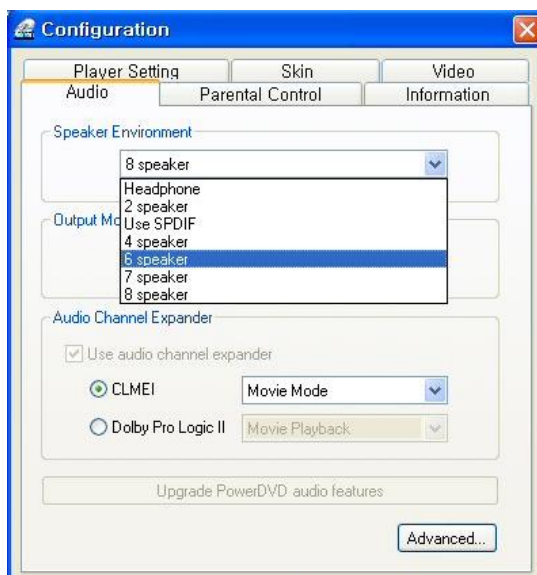 Configuration
Player Setting Skin Video
Audio Parental Control Information
Speaker Environment
8 speaker
Headphone
2 speaker
Use SPDIF
4 speaker
6 speaker
7 speaker
8 speaker
Output Mo
Audio Channel Expander
Use audio channel expander
CLMEI Movie Mode
Dolby Pro Logic II Movie Playback
Upgrade PowerDVD audio features
Advanced...